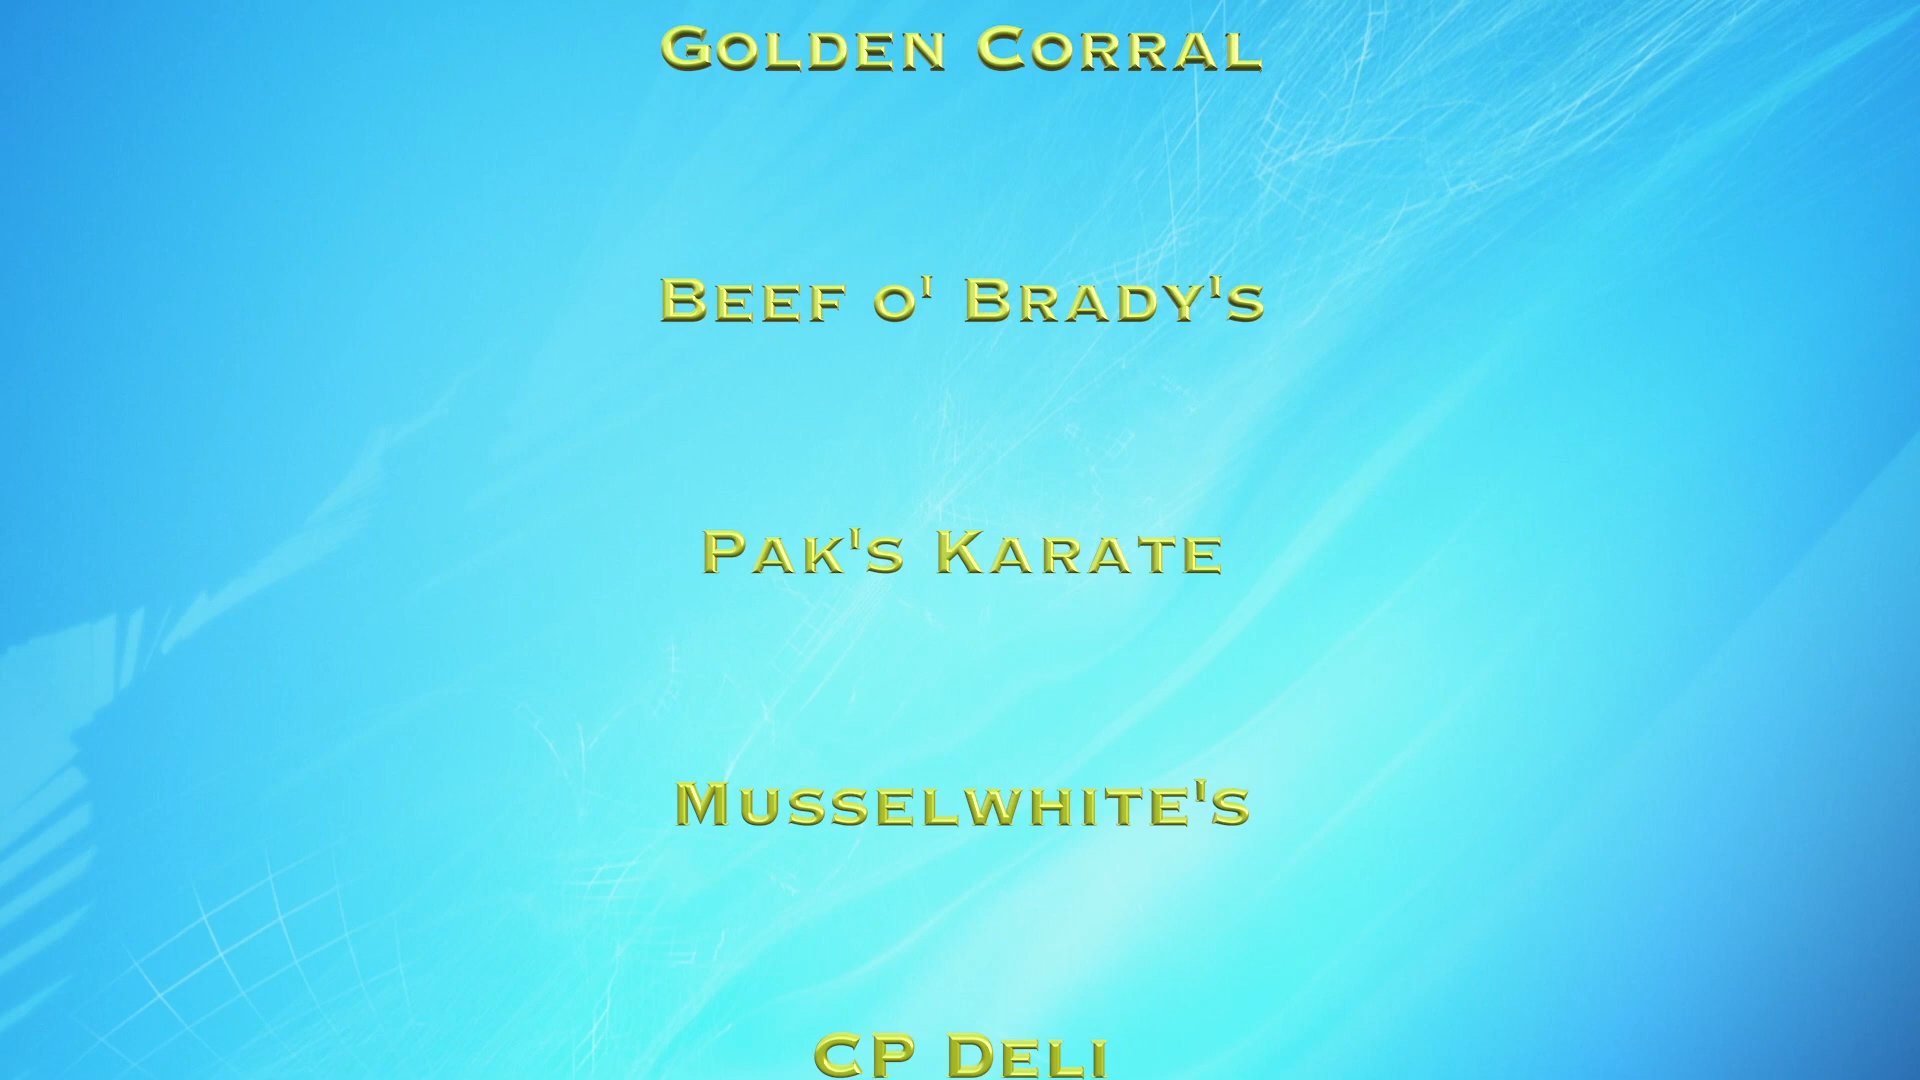 Golden Corral
Beef o' Brady's
Pak's Karate
Musselwhite's
CP Deli